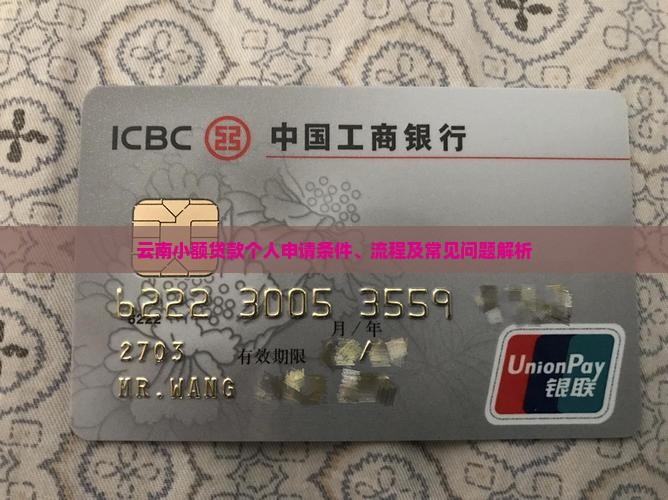 ICBC 中国工商银行
云南小额贷款个人申请条件、流程及常见问题解析
6222 3005 3559
6222
月/年
2703 有效期限 /
MR.WANG
UnionPay
银联